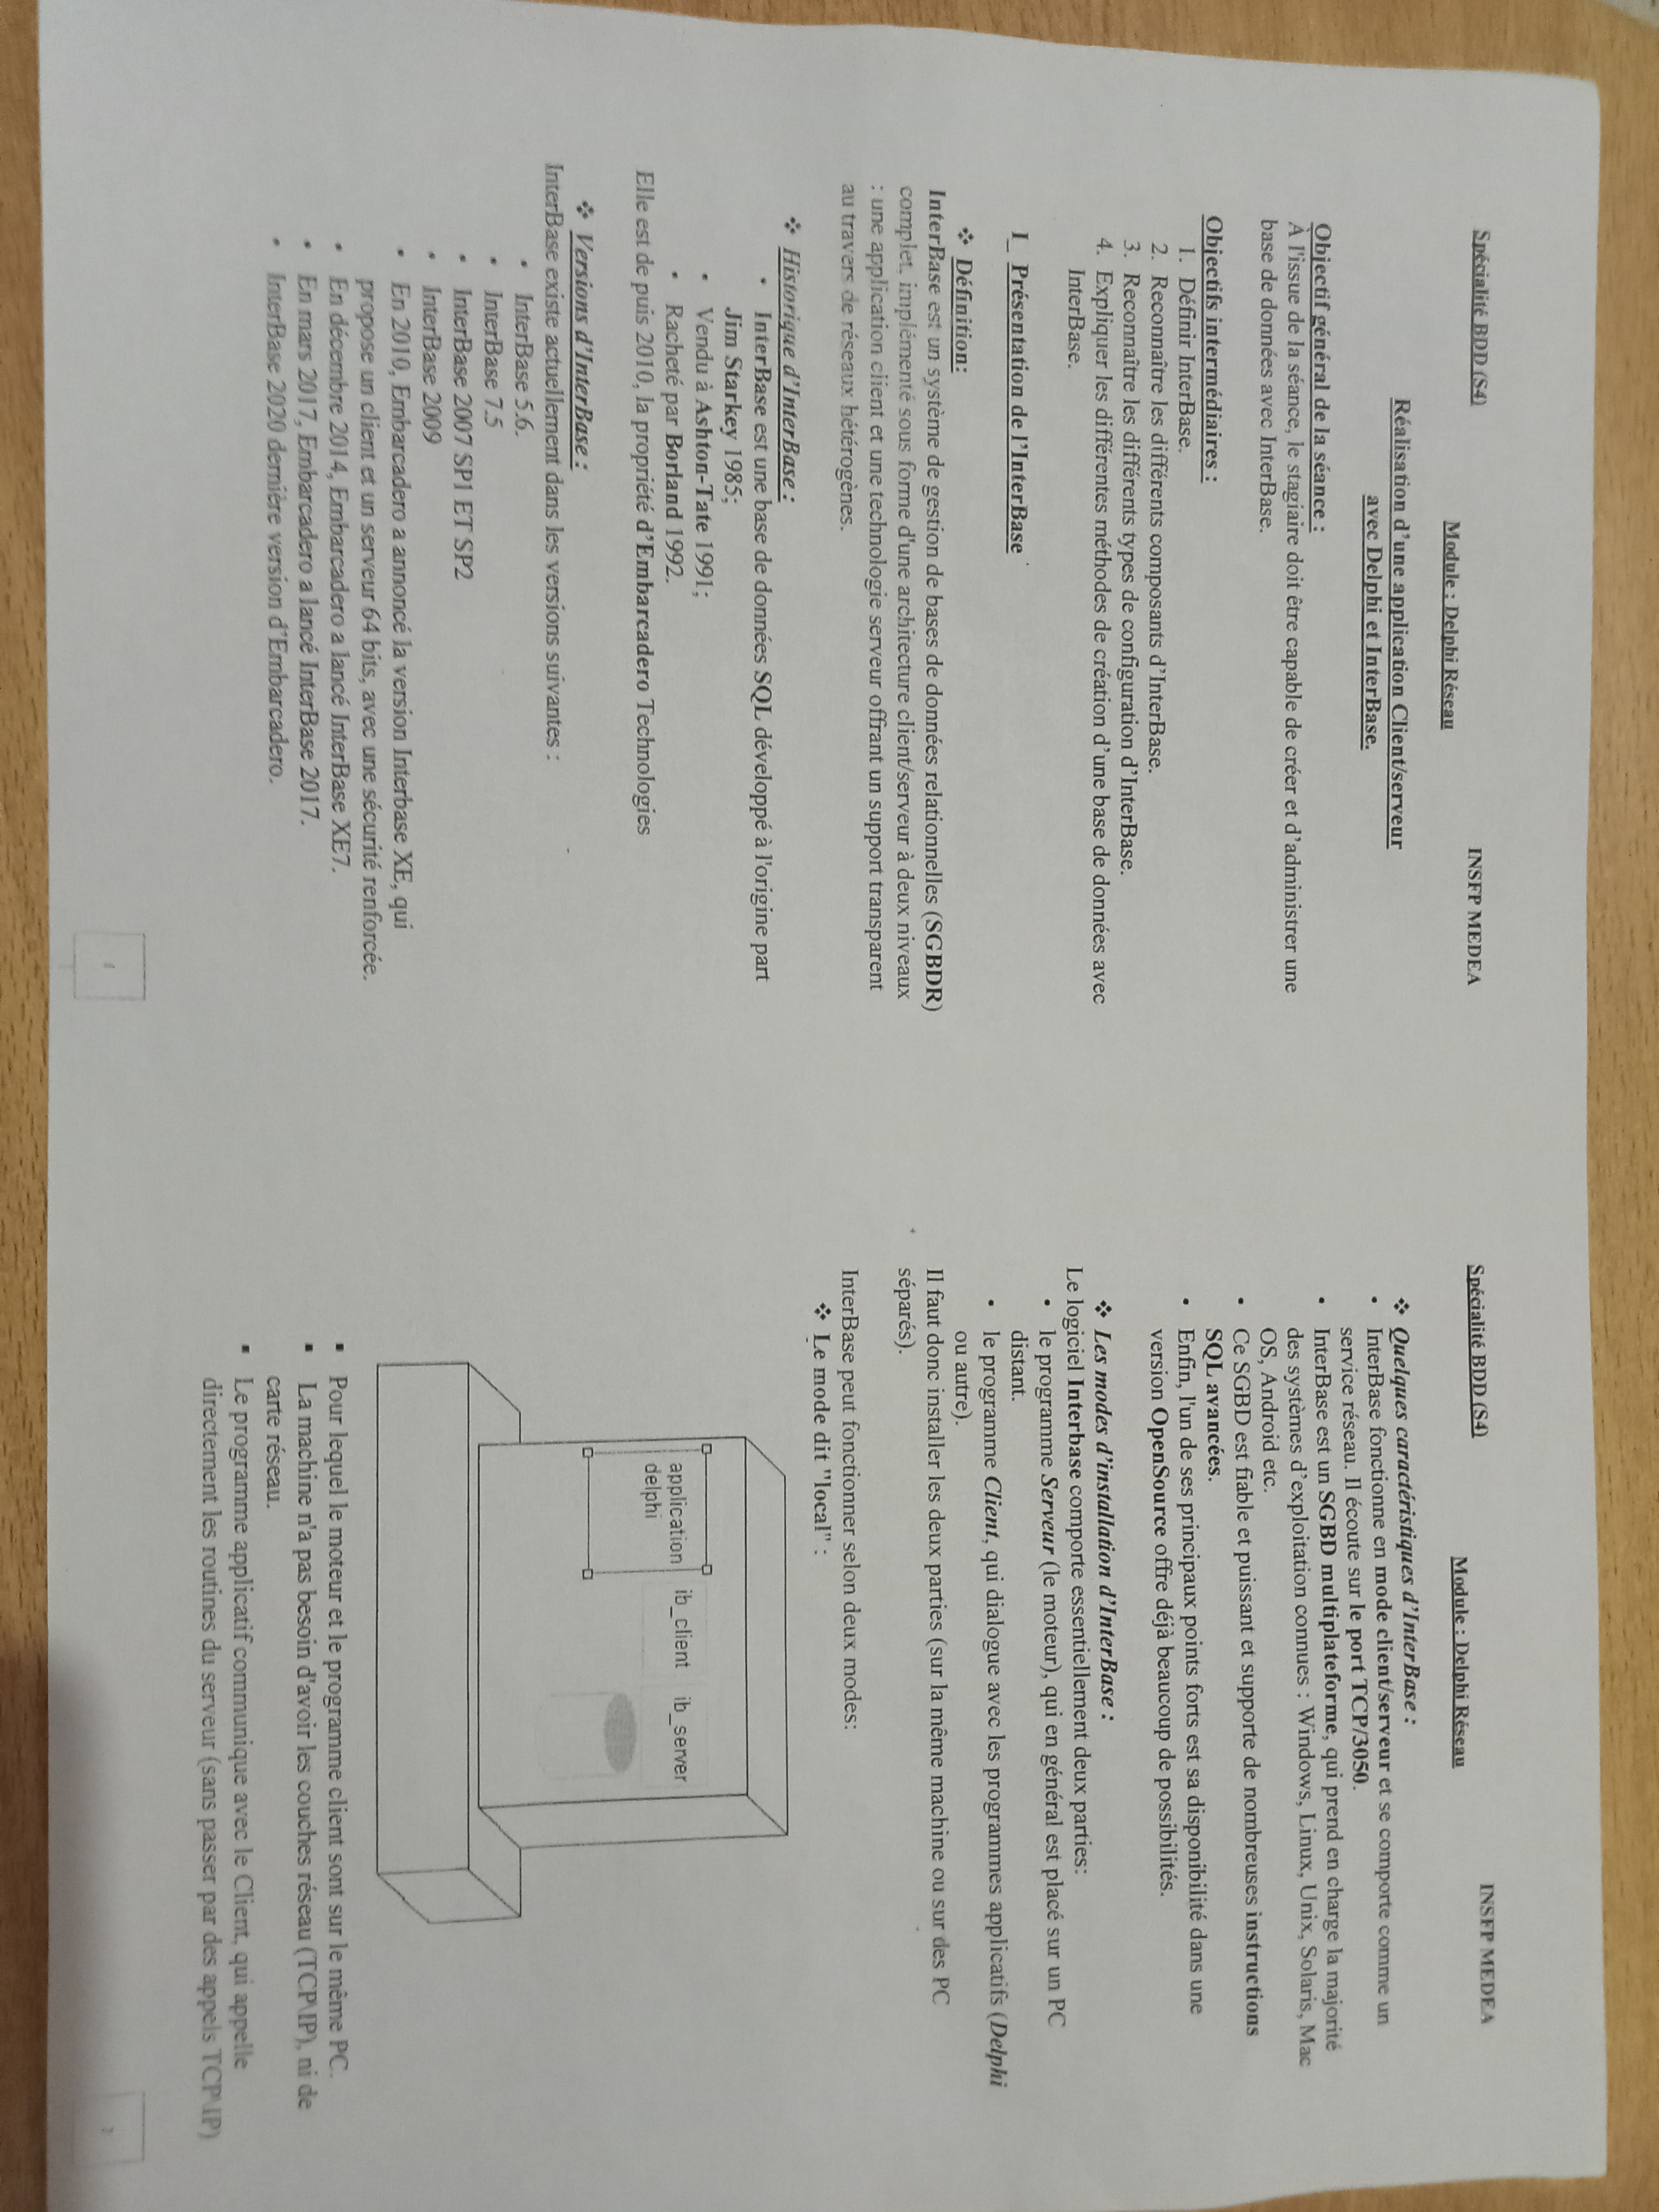 Spécialité BDD (S4)
INSFP MEDEA
Module : Delphi Réseau
Réalisation d'une application Client/serveur
avec Delphi et InterBase.
Objectif général de la séance :
À l'issue de la séance, le stagiaire doit être capable de créer et d'administrer une
base de données avec InterBase.
Objectifs intermédiaires :
1. Définir InterBase.
2. Reconnaître les différents composants d'InterBase.
3. Reconnaître les différents types de configuration d'InterBase.
4. Expliquer les différentes méthodes de création d'une base de données avec
InterBase.
I_ Présentation de l'InterBase
❖ Définition:
InterBase est un système de gestion de bases de données relationnelles (SGBDR)
complet, implémenté sous forme d'une architecture client/serveur à deux niveaux
: une application client et une technologie serveur offrant un support transparent
au travers de réseaux hétérogènes.
❖ Historique d'InterBase :
• InterBase est une base de données SQL développé à l'origine part
Jim Starkey 1985;
• Vendu à Ashton-Tate 1991;
• Racheté par Borland 1992.
Elle est de puis 2010, la propriété d'Embarcadero Technologies
❖ Versions d'InterBase :
InterBase existe actuellement dans les versions suivantes :
• InterBase 5.6.
• InterBase 7.5
• InterBase 2007 SP1 ET SP2
• InterBase 2009
• En 2010, Embarcadero a annoncé la version Interbase XE, qui
propose un client et un serveur 64 bits, avec une sécurité renforcée.
• En décembre 2014, Embarcadero a lancé InterBase XE7.
• En mars 2017, Embarcadero a lancé InterBase 2017.
• InterBase 2020 dernière version d'Embarcadero.
1
Spécialité BDD (S4)
INSFP MEDEA
Module : Delphi Réseau
❖ Quelques caractéristiques d'InterBase :
• InterBase fonctionne en mode client/serveur et se comporte comme un
service réseau. Il écoute sur le port TCP/3050.
• InterBase est un SGBD multiplateforme, qui prend en charge la majorité
des systèmes d'exploitation connues : Windows, Linux, Unix, Solaris, Mac
OS, Android etc.
• Ce SGBD est fiable et puissant et supporte de nombreuses instructions
SQL avancées.
• Enfin, l'un de ses principaux points forts est sa disponibilité dans une
version OpenSource offre déjà beaucoup de possibilités.
❖ Les modes d'installation d'InterBase :
Le logiciel Interbase comporte essentiellement deux parties:
• le programme Serveur (le moteur), qui en général est placé sur un PC
distant.
• le programme Client, qui dialogue avec les programmes applicatifs (Delphi
ou autre).
Il faut donc installer les deux parties (sur la même machine ou sur des PC
séparés).
InterBase peut fonctionner selon deux modes:
❖ Le mode dit "local" :
application
delphi
ib_client
ib_server
▪ Pour lequel le moteur et le programme client sont sur le même PC.
▪ La machine n'a pas besoin d'avoir les couches réseau (TCP\IP), ni de
carte réseau.
▪ Le programme applicatif communique avec le Client, qui appelle
directement les routines du serveur (sans passer par des appels TCP\IP)
2